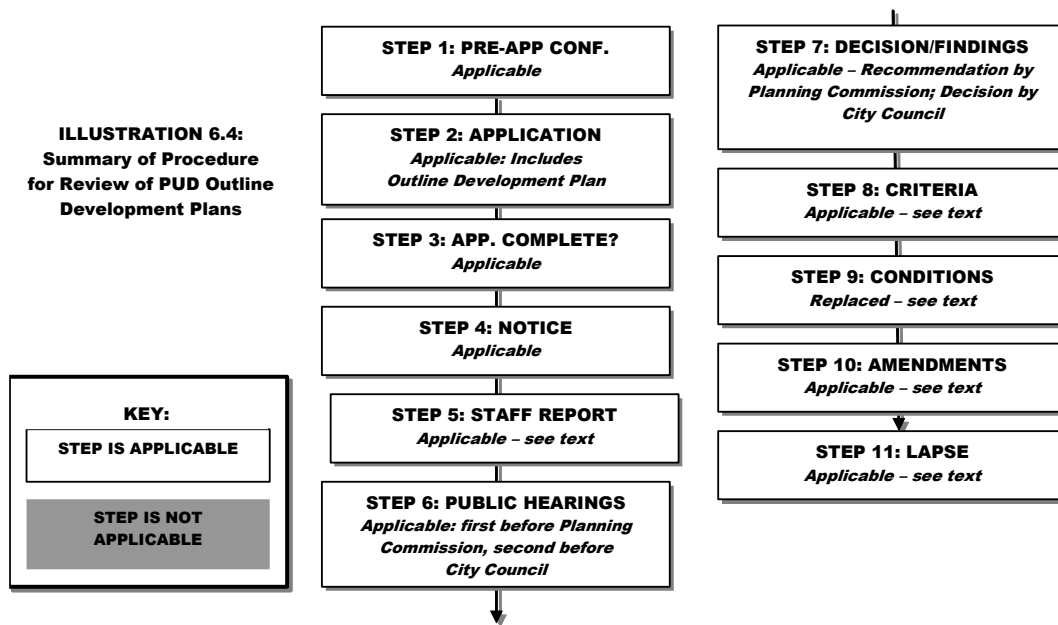 ILLUSTRATION 6.4:
Summary of Procedure
for Review of PUD Outline
Development Plans
KEY:
STEP IS APPLICABLE
STEP IS NOT
APPLICABLE
STEP 1: PRE-APP CONF.
Applicable
STEP 2: APPLICATION
Applicable: Includes
Outline Development Plan
STEP 3: APP. COMPLETE?
Applicable
STEP 4: NOTICE
Applicable
STEP 5: STAFF REPORT
Applicable – see text
STEP 6: PUBLIC HEARINGS
Applicable: first before Planning
Commission, second before
City Council
STEP 7: DECISION/FINDINGS
Applicable – Recommendation by
Planning Commission; Decision by
City Council
STEP 8: CRITERIA
Applicable – see text
STEP 9: CONDITIONS
Replaced – see text
STEP 10: AMENDMENTS
Applicable – see text
STEP 11: LAPSE
Applicable – see text